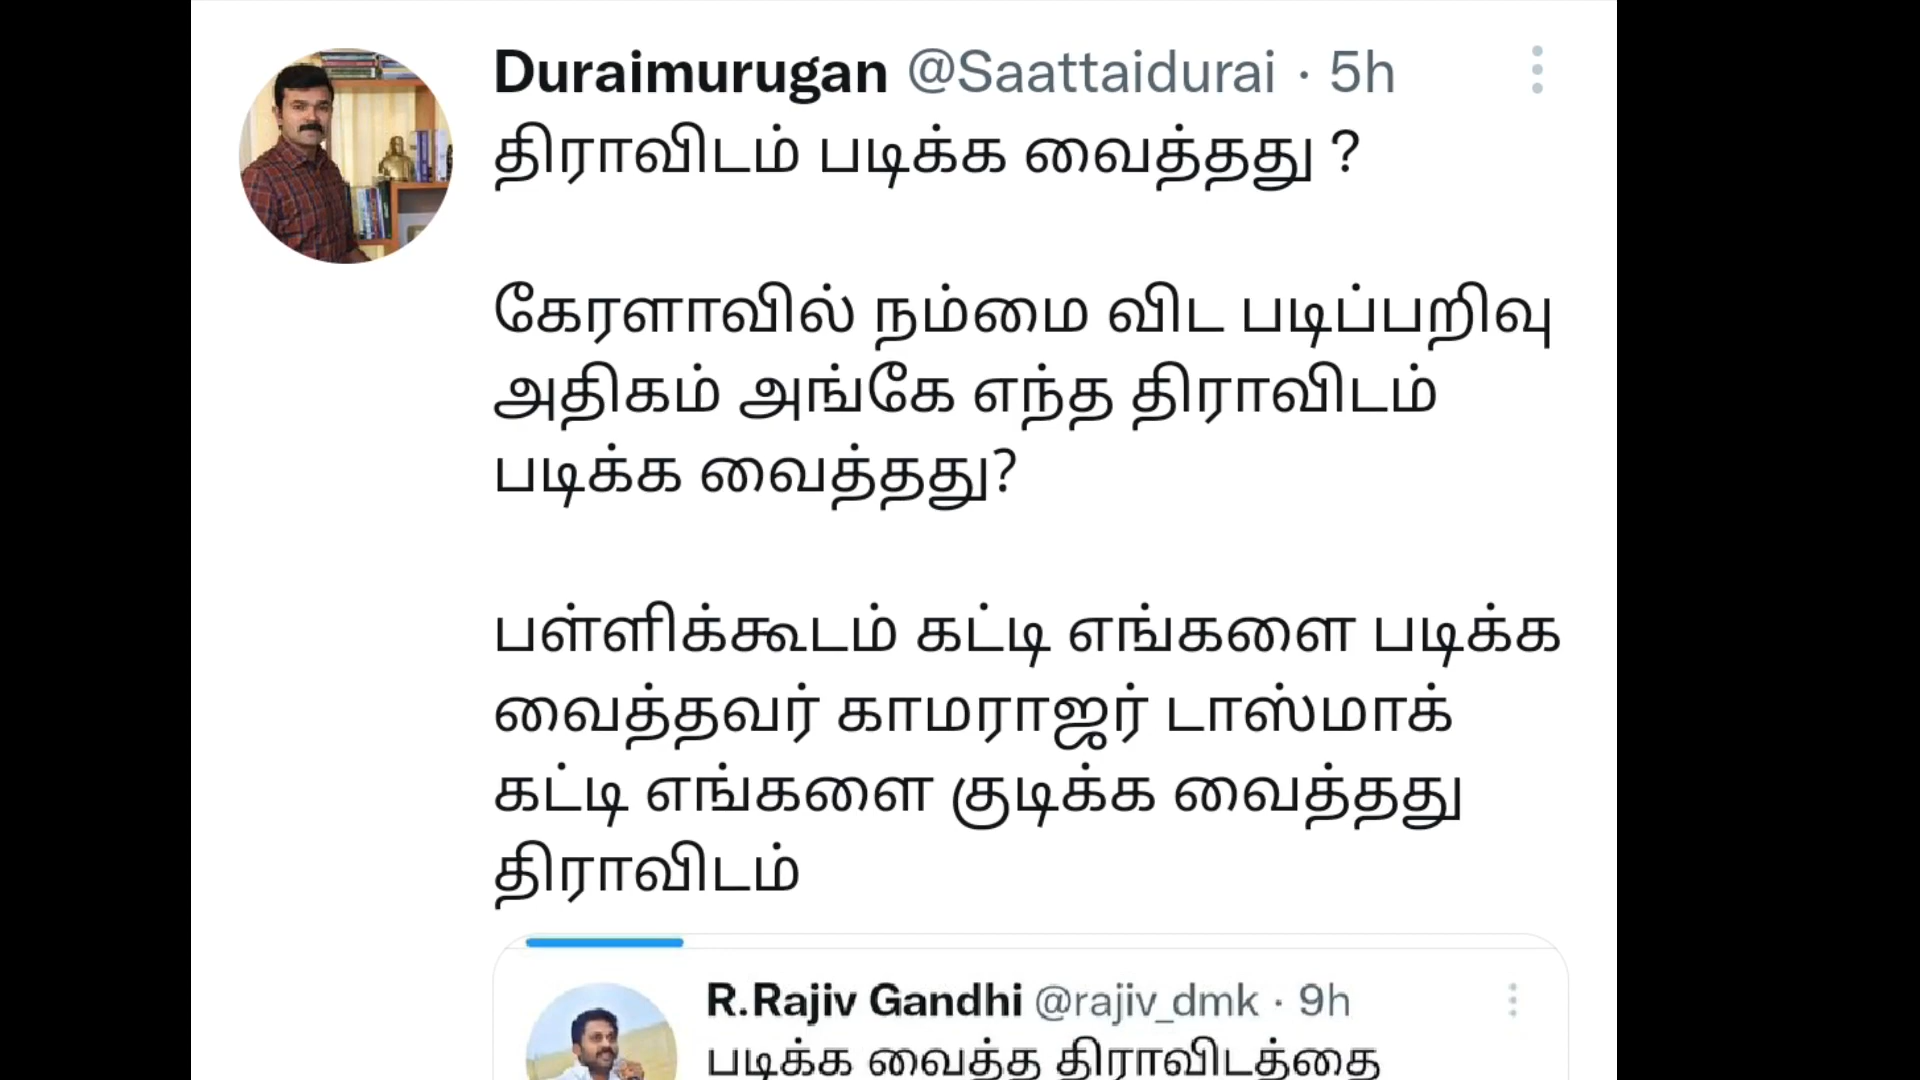 Duraimurugan @Saattaidurai · 5h
திராவிடம் படிக்க வைத்தது ?
கேரளாவில் நம்மை விட படிப்பறிவு
அதிகம் அங்கே எந்த திராவிடம்
படிக்க வைத்தது?
பள்ளிக்கூடம் கட்டி எங்களை படிக்க
வைத்தவர் காமராஜர் டாஸ்மாக்
கட்டி எங்களை குடிக்க வைத்தது
திராவிடம்
R.Rajiv Gandhi @rajiv_dmk · 9h
படிக்க வைத்த திராவிடத்தை